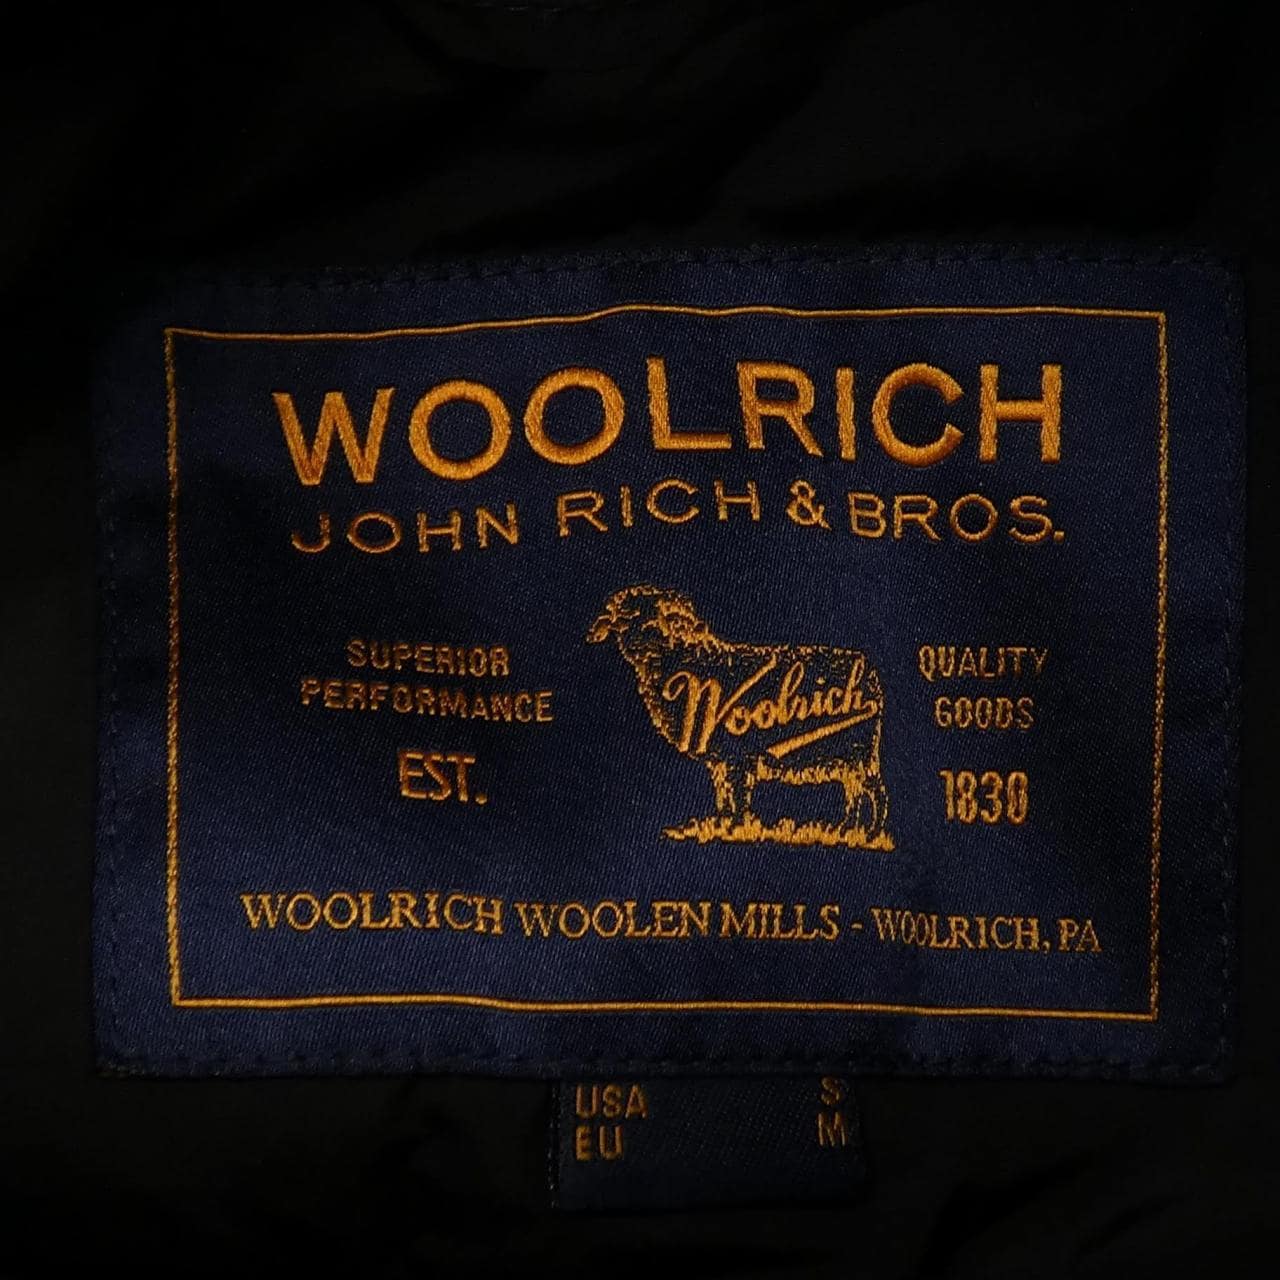 WOOLRICH
JOHN RICH & BROS.
SUPERIOR
PERFORMANCE
EST.
Woolrich
QUALITY
GOODS
1830
WOOLRICH WOOLEN MILLS - WOOLRICH, PA
USA S
EU M